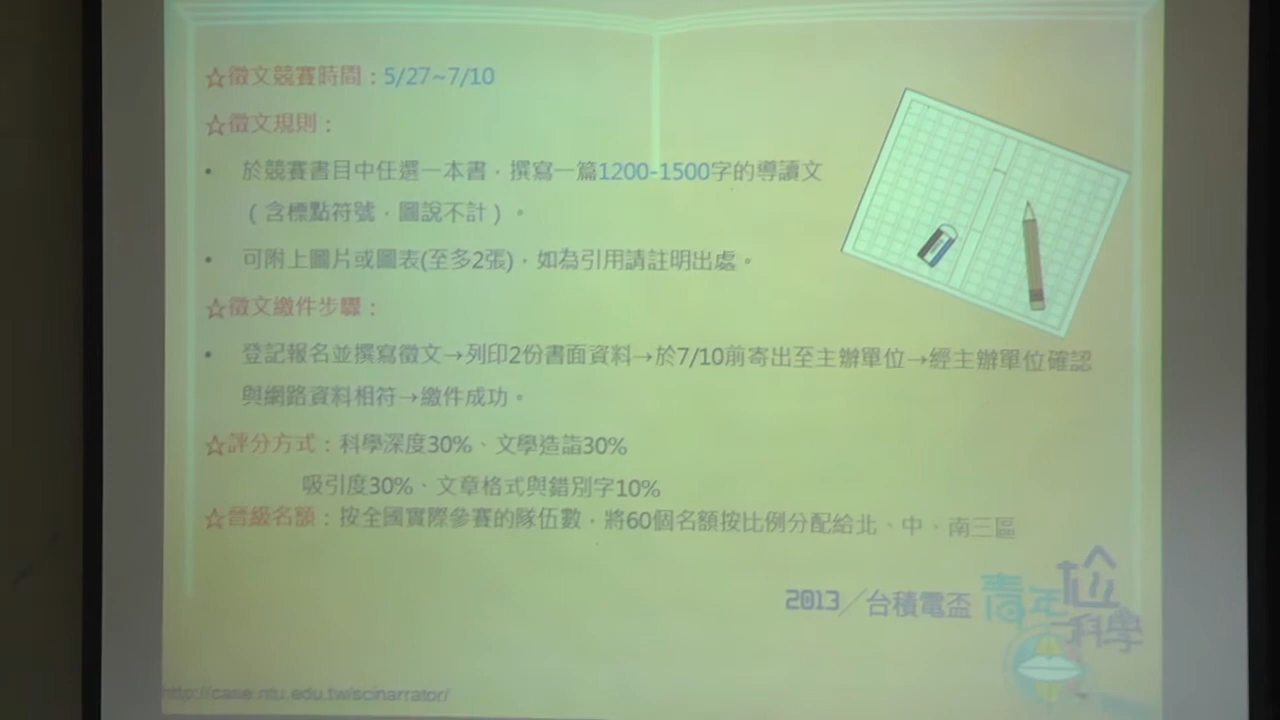 ☆徵文競賽時間：5/27~7/10
☆徵文規則：
• 於競賽書目中任選一本書，撰寫一篇1200-1500字的導讀文
（含標點符號，圖說不計）。
• 可附上圖片或圖表(至多2張)，如為引用請註明出處。
☆徵文繳件步驟：
• 登記報名並撰寫徵文→列印2份書面資料→於7/10前寄出至主辦單位→經主辦單位確認
與網路資料相符→繳件成功。
☆評分方式：科學深度30%、文學造詣30%
吸引度30%、文章格式與錯別字10%
☆晉級名額：按全國實際參賽的隊伍數，將60個名額按比例分配給北、中、南三區
2013／台積電盃 青年尬科學
http://case.ntu.edu.tw/scinarrator/